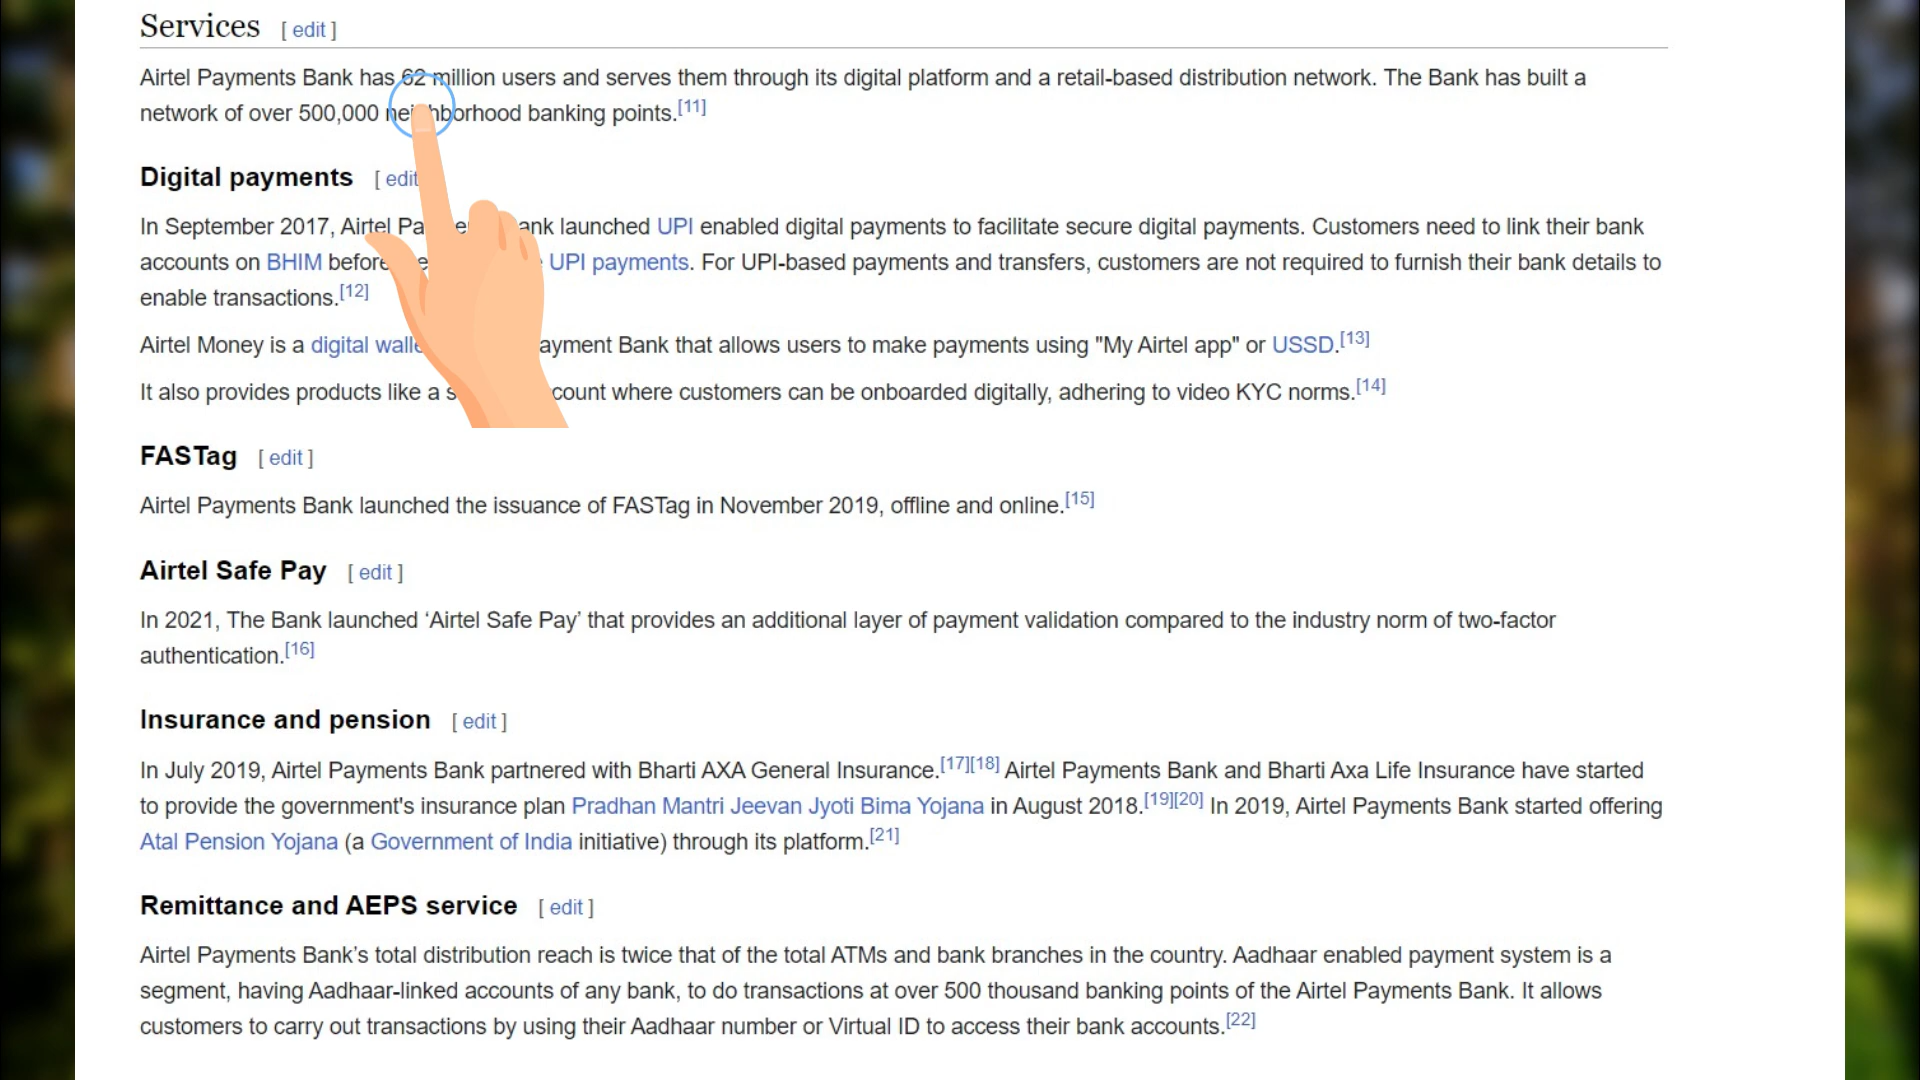 Services [ edit ]
Airtel Payments Bank has 62 million users and serves them through its digital platform and a retail-based distribution network. The Bank has built a
network of over 500,000 neighborhood banking points.[11]
Digital payments [ edit
In September 2017, Airtel Bank launched UPI enabled digital payments to facilitate secure digital payments. Customers need to link their bank
accounts on BHIM before UPI payments. For UPI-based payments and transfers, customers are not required to furnish their bank details to
enable transactions.[12]
Airtel Money is a digital Payment Bank that allows users to make payments using "My Airtel app" or USSD.[13]
It also provides products like a account where customers can be onboarded digitally, adhering to video KYC norms.[14]
FASTag [ edit ]
Airtel Payments Bank launched the issuance of FASTag in November 2019, offline and online.[15]
Airtel Safe Pay [ edit ]
In 2021, The Bank launched ‘Airtel Safe Pay’ that provides an additional layer of payment validation compared to the industry norm of two-factor
authentication.[16]
Insurance and pension [ edit ]
In July 2019, Airtel Payments Bank partnered with Bharti AXA General Insurance.[17][18] Airtel Payments Bank and Bharti Axa Life Insurance have started
to provide the government's insurance plan Pradhan Mantri Jeevan Jyoti Bima Yojana in August 2018.[19][20] In 2019, Airtel Payments Bank started offering
Atal Pension Yojana (a Government of India initiative) through its platform.[21]
Remittance and AEPS service [ edit ]
Airtel Payments Bank’s total distribution reach is twice that of the total ATMs and bank branches in the country. Aadhaar enabled payment system is a
segment, having Aadhaar-linked accounts of any bank, to do transactions at over 500 thousand banking points of the Airtel Payments Bank. It allows
customers to carry out transactions by using their Aadhaar number or Virtual ID to access their bank accounts.[22]